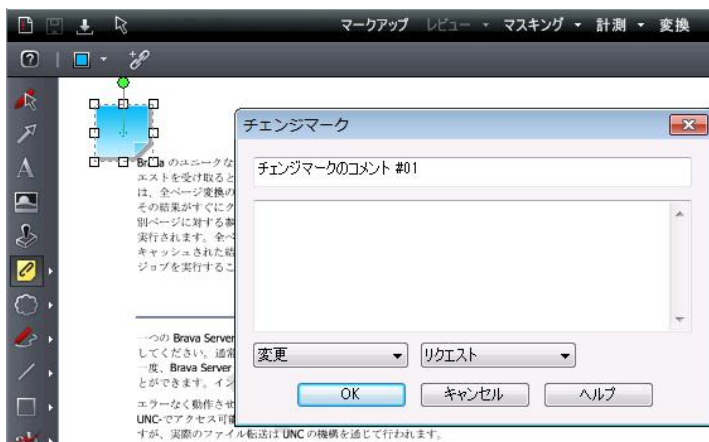 マークアップ レビュー マスキング 計測 変換
チェンジマーク
チェンジマークのコメント #01
Brava のユニークな
エストを受け取ると
は、全ページ変換の
その結果がすぐにク
別ページに対する参
実行されます。全ペ
キャッシュされた結
ジョブを実行するこ
一つの Brava Server
してください。通常
一度、Brava Server
とができます。イン
変更 リクエスト
OK キャンセル ヘルプ
エラーなく動作させ
UNC-でアクセス可能
すが、実際のファイル転送は UNC の機構を通じて行われます。